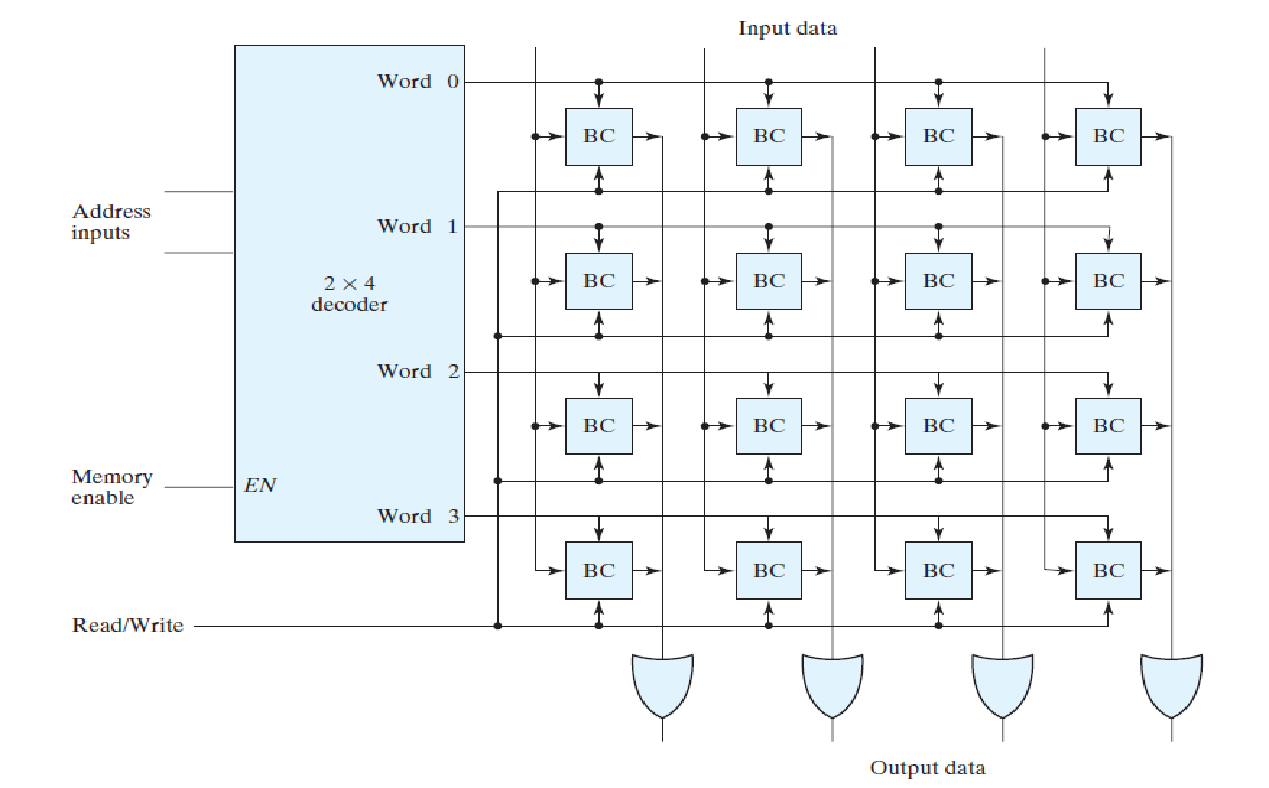 Input data
Word 0
BC BC BC BC
Address
inputs
Word 1
2 × 4
decoder
BC BC BC BC
Word 2
BC BC BC BC
Memory
enable
EN
Word 3
BC BC BC BC
Read/Write
Output data